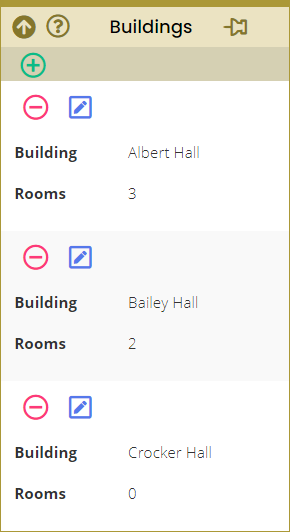 Buildings
Building Albert Hall
Rooms 3
Building Bailey Hall
Rooms 2
Building Crocker Hall
Rooms 0